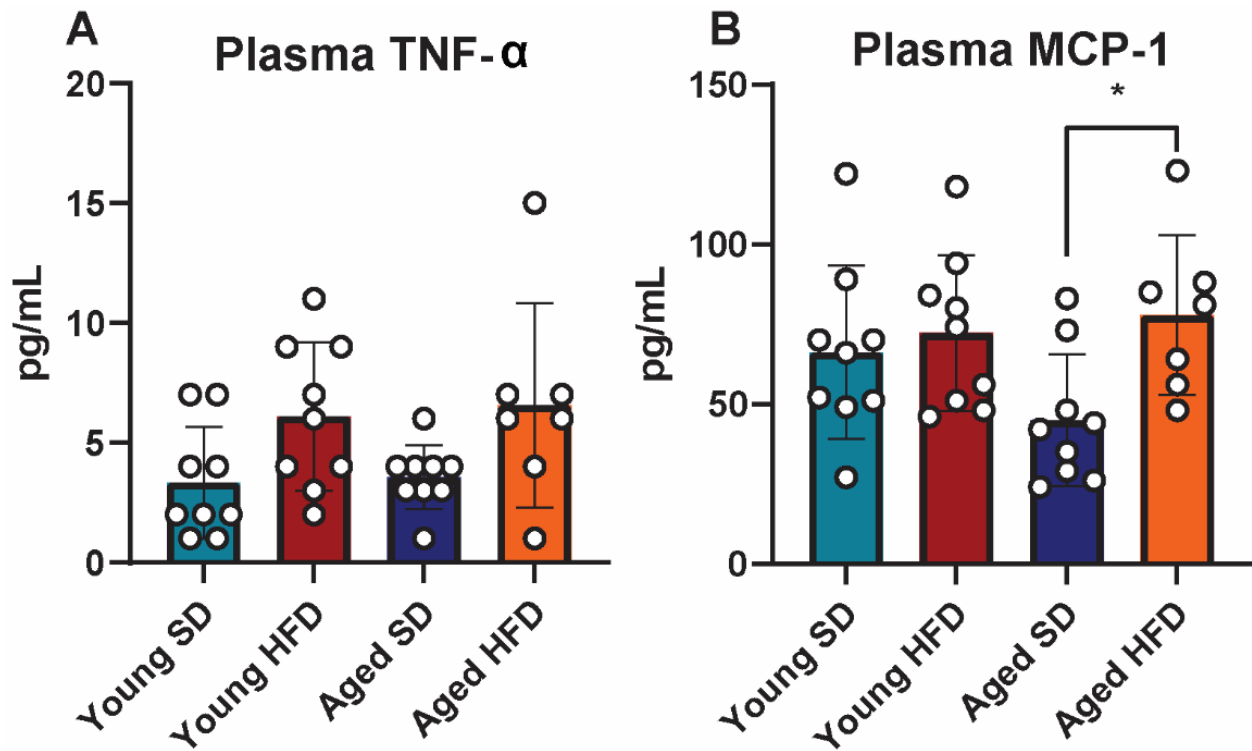 A
Plasma TNF-α
20
15
10
5
0
pg/mL
Young SD
Young HFD
Aged SD
Aged HFD
B
Plasma MCP-1
150
100
50
0
pg/mL
*
Young SD
Young HFD
Aged SD
Aged HFD